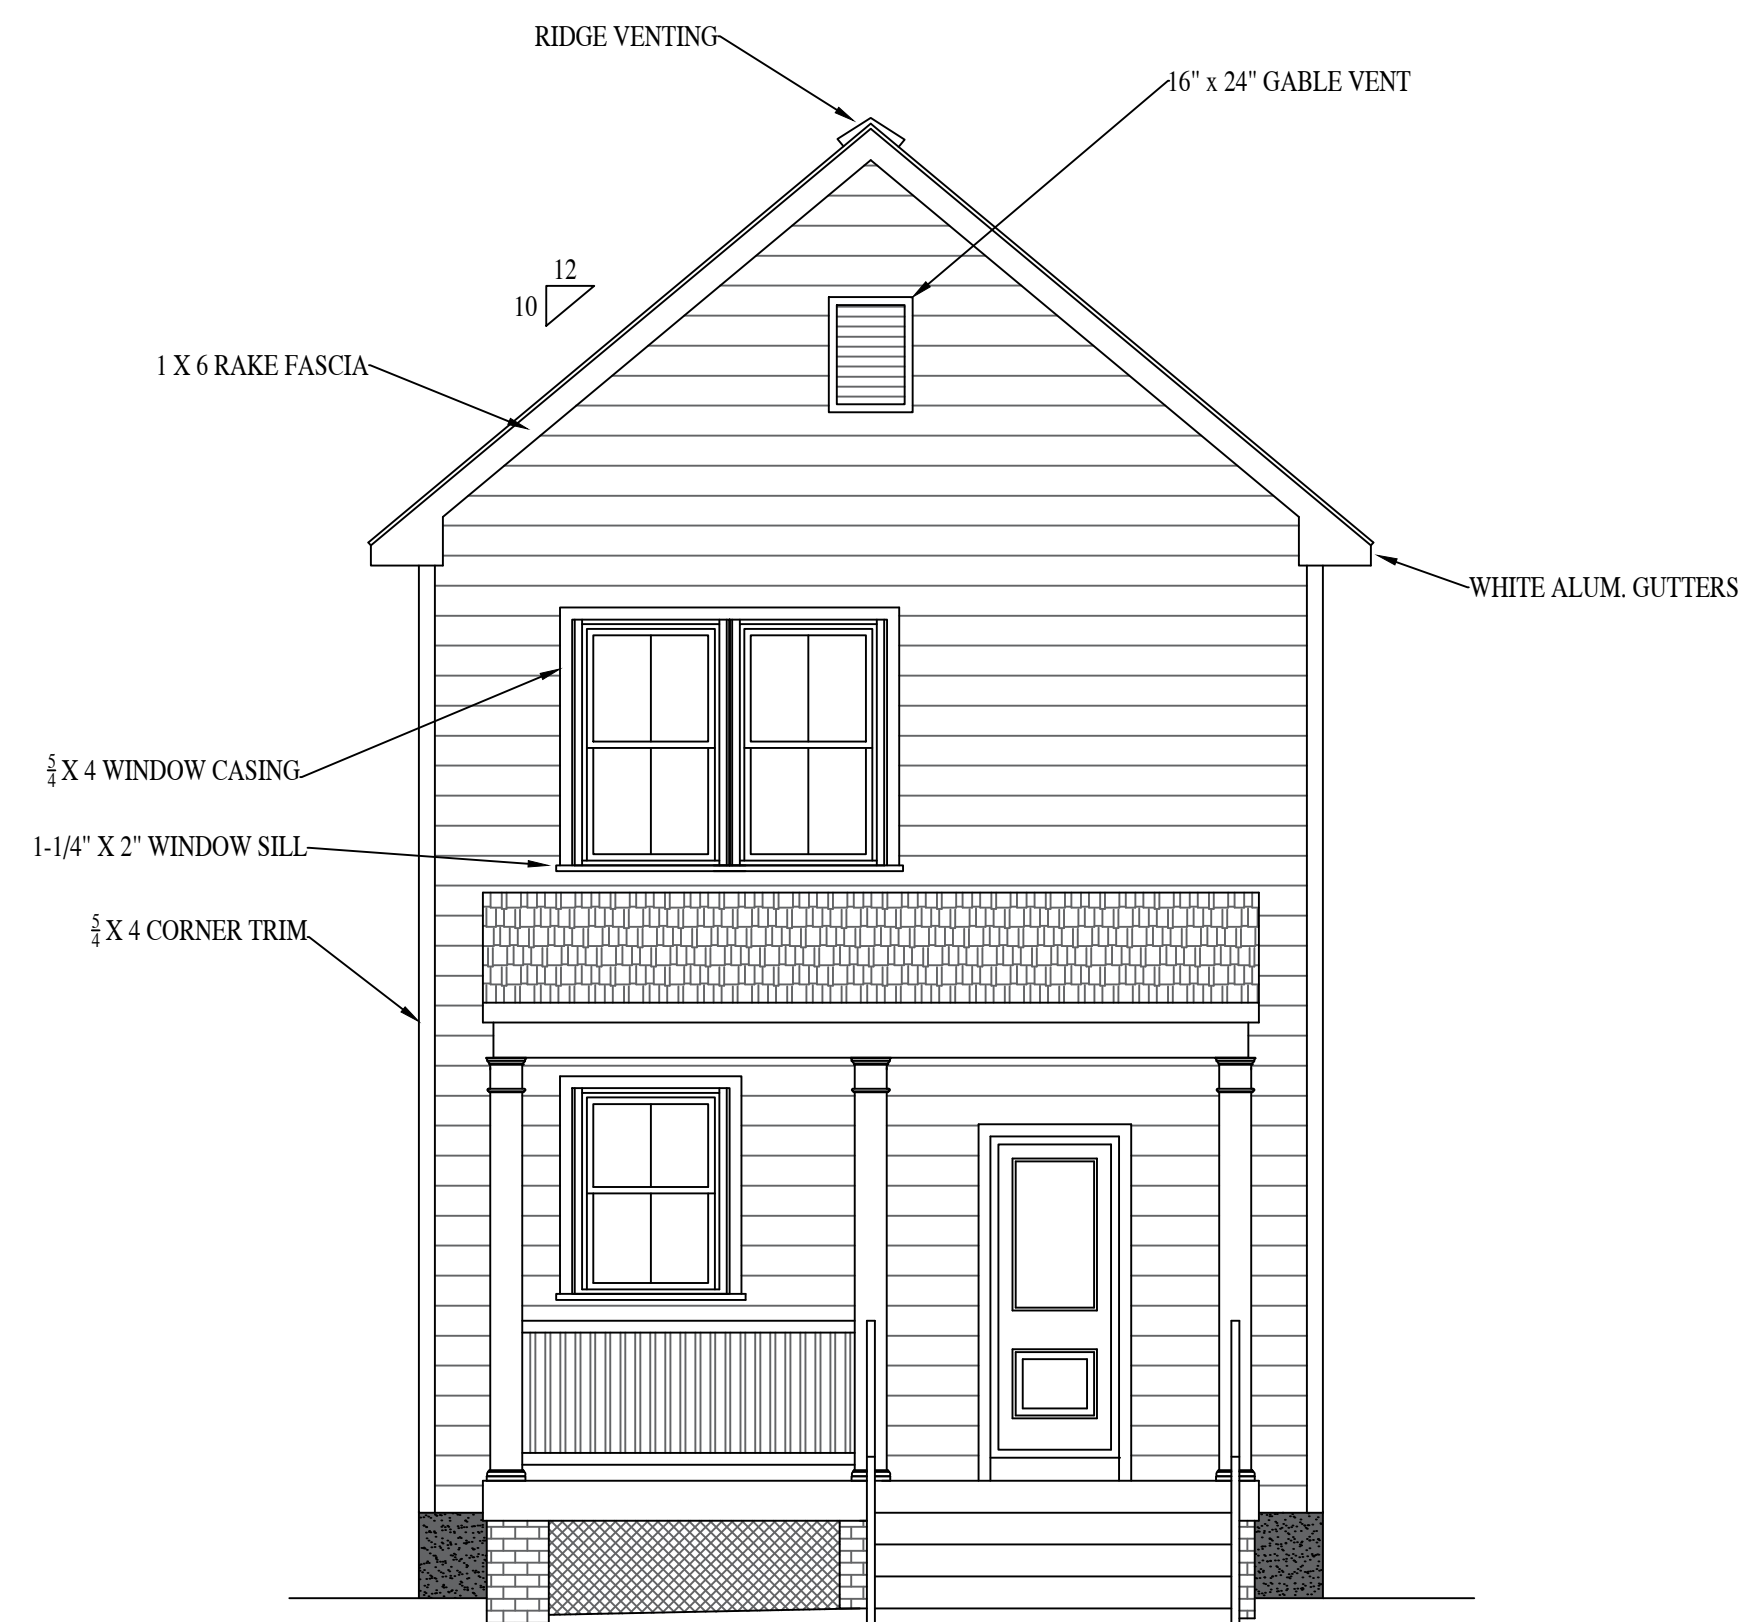 RIDGE VENTING
16" x 24" GABLE VENT
12
10
1 X 6 RAKE FASCIA
WHITE ALUM. GUTTERS
5/4 X 4 WINDOW CASING
1-1/4" X 2" WINDOW SILL
5/4 X 4 CORNER TRIM